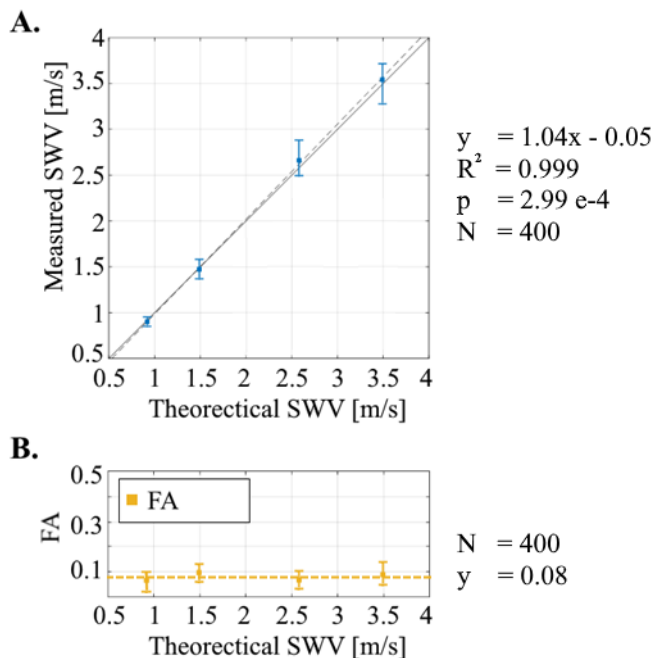 A.
Measured SWV [m/s]
4
3.5
3
2.5
2
1.5
1
0.5
0.5 1 1.5 2 2.5 3 3.5 4
Theorectical SWV [m/s]
y = 1.04x - 0.05
R² = 0.999
p = 2.99 e-4
N = 400
B.
FA
0.5
0.3
0.1
FA
0.5 1 1.5 2 2.5 3 3.5 4
Theorectical SWV [m/s]
N = 400
y = 0.08